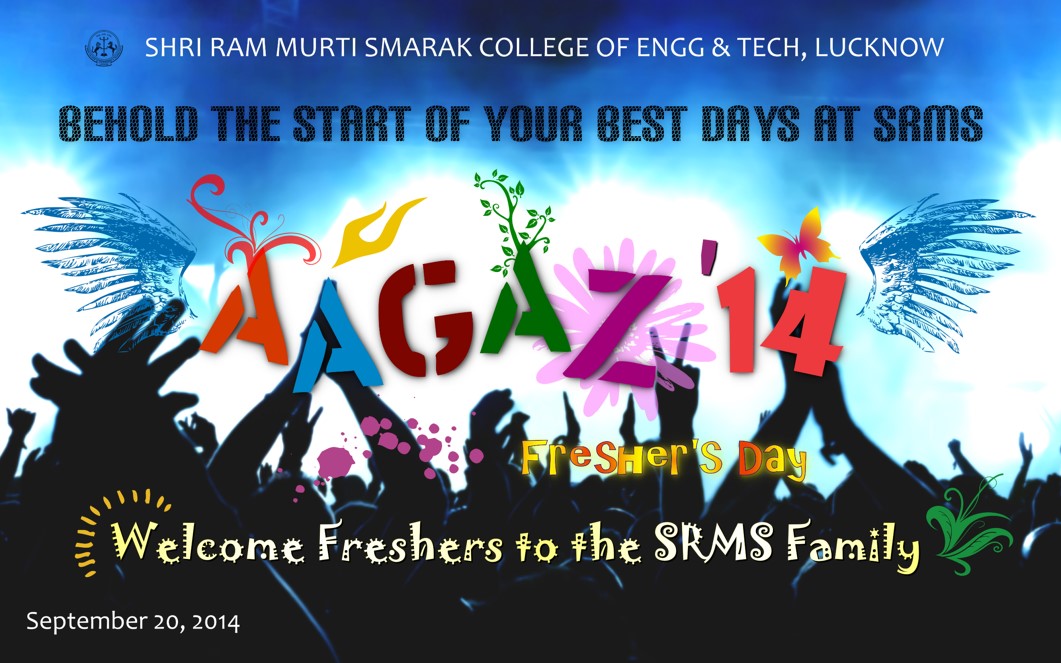 SHRI RAM MURTI SMARAK COLLEGE OF ENGG & TECH, LUCKNOW
BEHOLD THE START OF YOUR BEST DAYS AT SRMS
AAGAZ'14
Fresher's Day
Welcome Freshers to the SRMS Family
September 20, 2014